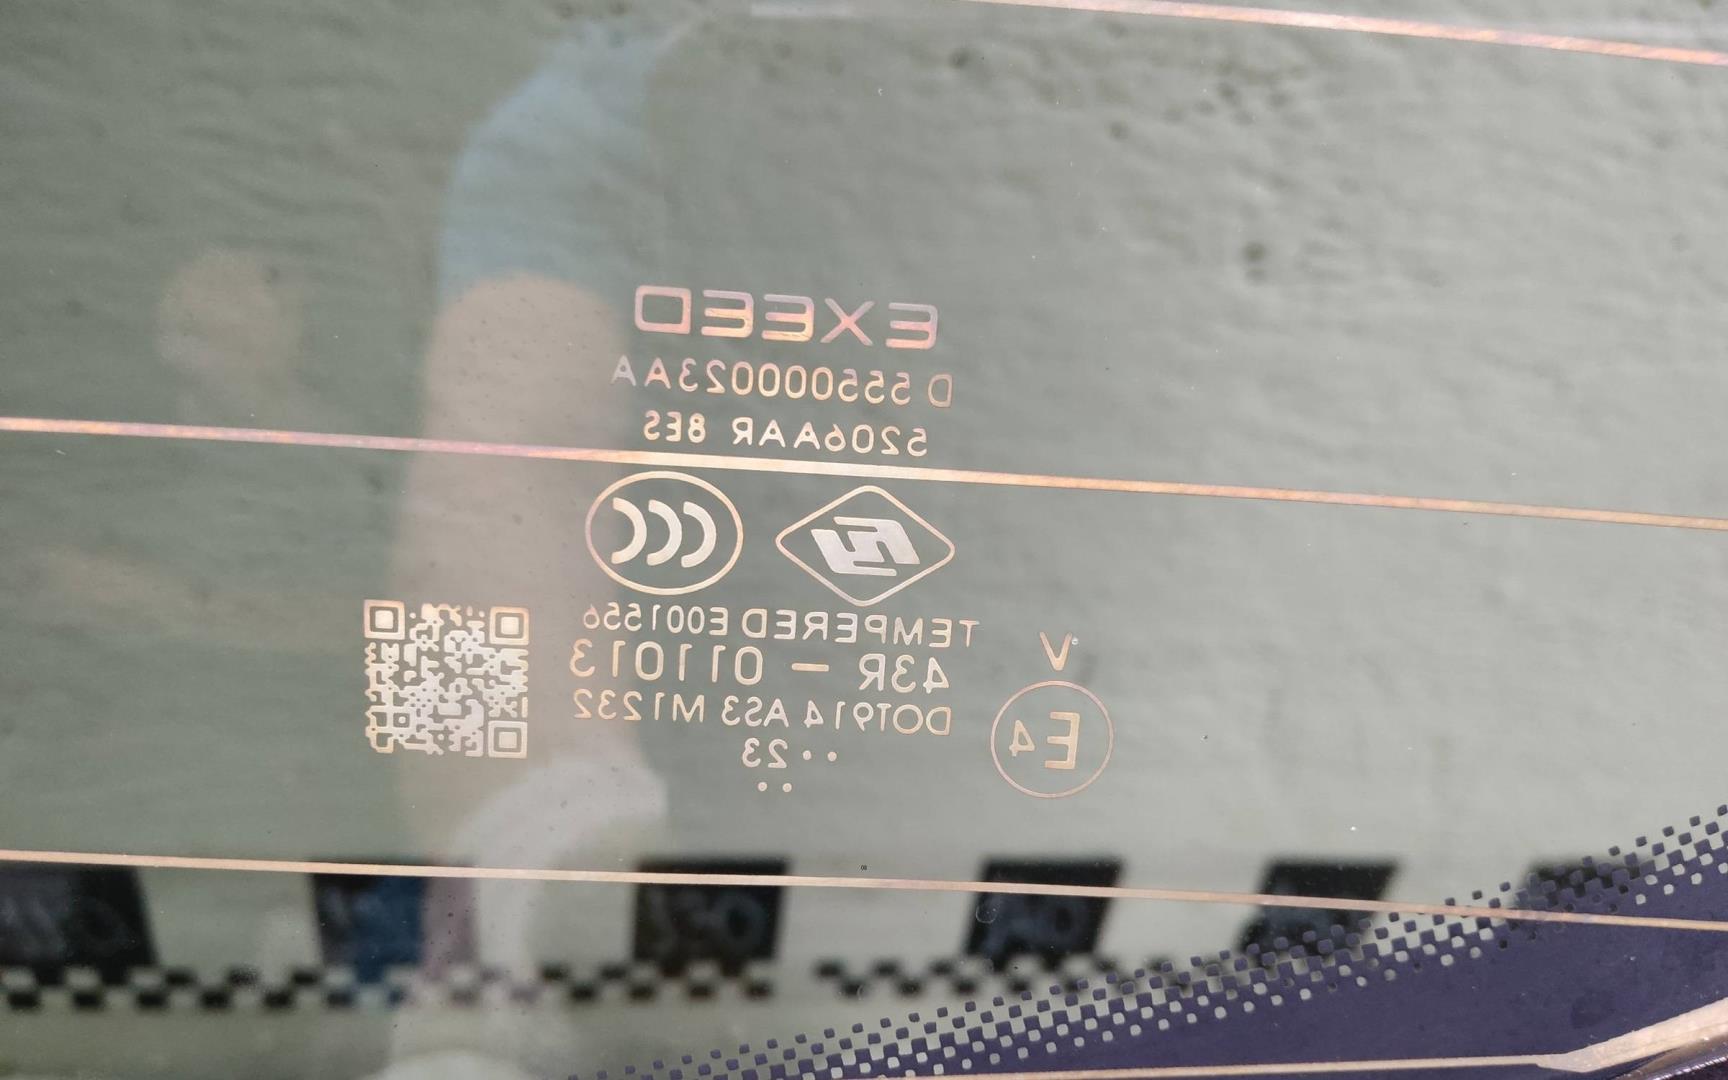 EXEED
D 555000023AA
5206AAR 8ES
CCC
TEMPERED E001556
V
43R - 011013
DOT914 AS3 M1232
E4
··23
··